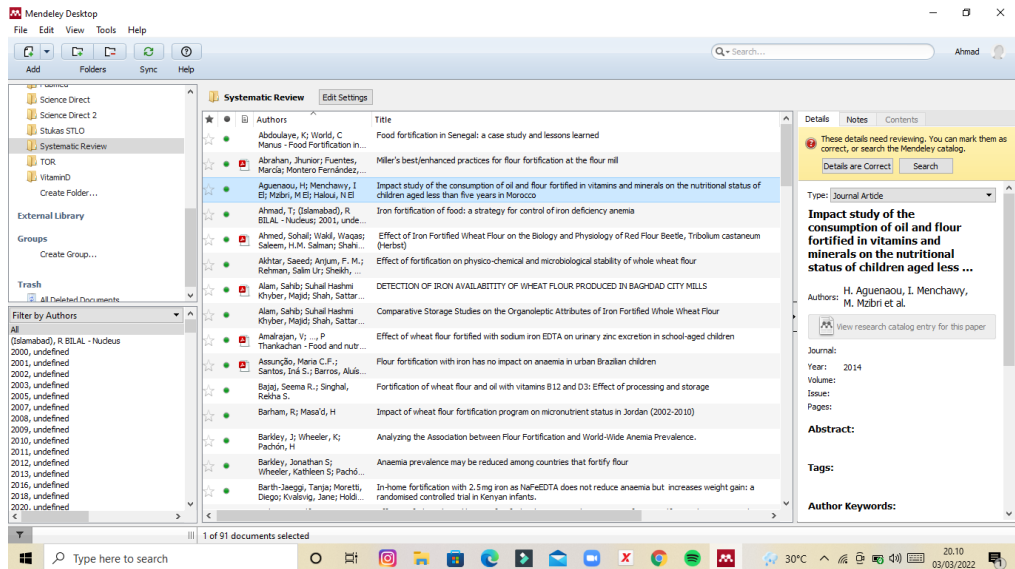 Mendeley Desktop
File Edit View Tools Help
Search...
Ahmad
Add Folders Sync Help
Science Direct
Science Direct 2
Stukas STLO
Systematic Review
TOR
VitaminD
Create Folder...
External Library
Groups
Create Group...
Trash
All Deleted Documents
Filter by Authors
All
(Islamabad), R BILAL - Nucleus
2000, undefined
2001, undefined
2002, undefined
2003, undefined
2005, undefined
2007, undefined
2008, undefined
2009, undefined
2010, undefined
2011, undefined
2012, undefined
2013, undefined
2016, undefined
2018, undefined
2020, undefined
Systematic Review Edit Settings
Authors Title
Abdoulaye, K; World, C Food fortification in Senegal: a case study and lessons learned
Manus - Food Fortification in...
Abrahan, Jhunior; Fuentes, Miller's best/enhanced practices for flour fortification at the flour mill
Marcía; Montero Fernández,...
Aguenaou, H; Menchawy, I Impact study of the consumption of oil and flour fortified in vitamins and minerals on the nutritional status of
El; Mzibri, M El; Haloui, N El children aged less than five years in Morocco
Ahmad, T; (Islamabad), R Iron fortification of food: a strategy for control of iron deficiency anemia
BILAL - Nucleus; 2001, unde...
Ahmed, Sohail; Wakil, Waqas; Effect of Iron Fortified Wheat Flour on the Biology and Physiology of Red Flour Beetle, Tribolium castaneum
Saleem, H.M. Salman; Shahi... (Herbst)
Akhtar, Saeed; Anjum, F. M.; Effect of fortification on physico-chemical and microbiological stability of whole wheat flour
Rehman, Salim Ur; Sheikh, ...
Alam, Sahib; Suhail Hashmi DETECTION OF IRON AVAILABITITY OF WHEAT FLOUR PRODUCED IN BAGHDAD CITY MILLS
Khyber, Majid; Shah, Sattar...
Alam, Sahib; Suhail Hashmi Comparative Storage Studies on the Organoleptic Attributes of Iron Fortified Whole Wheat Flour
Khyber, Majid; Shah, Sattar...
Amalrajan, V; ..., P Effect of wheat flour fortified with sodium iron EDTA on urinary zinc excretion in school-aged children
Thankachan - Food and nutr...
Assunção, Maria C.F.; Flour fortification with iron has no impact on anaemia in urban Brazilian children
Santos, Iná S.; Barros, Aluís...
Bajaj, Seema R.; Singhal, Fortification of wheat flour and oil with vitamins B12 and D3: Effect of processing and storage
Rekha S.
Barham, R; Masa'd, H Impact of wheat flour fortification program on micronutrient status in Jordan (2002-2010)
Barkley, J; Wheeler, K; Analyzing the Association between Flour Fortification and World-Wide Anemia Prevalence.
Pachón, H
Barkley, Jonathan S; Anaemia prevalence may be reduced among countries that fortify flour
Wheeler, Kathleen S; Pachó...
Barth-Jaeggi, Tanja; Moretti, In-home fortification with 2.5 mg iron as NaFeEDTA does not reduce anaemia but increases weight gain: a
Diego; Kvalsvig, Jane; Holdi... randomised controlled trial in Kenyan infants.
1 of 91 documents selected
Details Notes Contents
These details need reviewing. You can mark them as
correct, or search the Mendeley catalog.
Details are Correct Search
Type: Journal Article
Impact study of the
consumption of oil and flour
fortified in vitamins and
minerals on the nutritional
status of children aged less ...
Authors: H. Aguenaou, I. Menchawy,
M. Mzibri et al.
View research catalog entry for this paper
Journal:
Year: 2014
Volume:
Issue:
Pages:
Abstract:
Tags:
Author Keywords:
Type here to search
30°C
20.10
03/03/2022